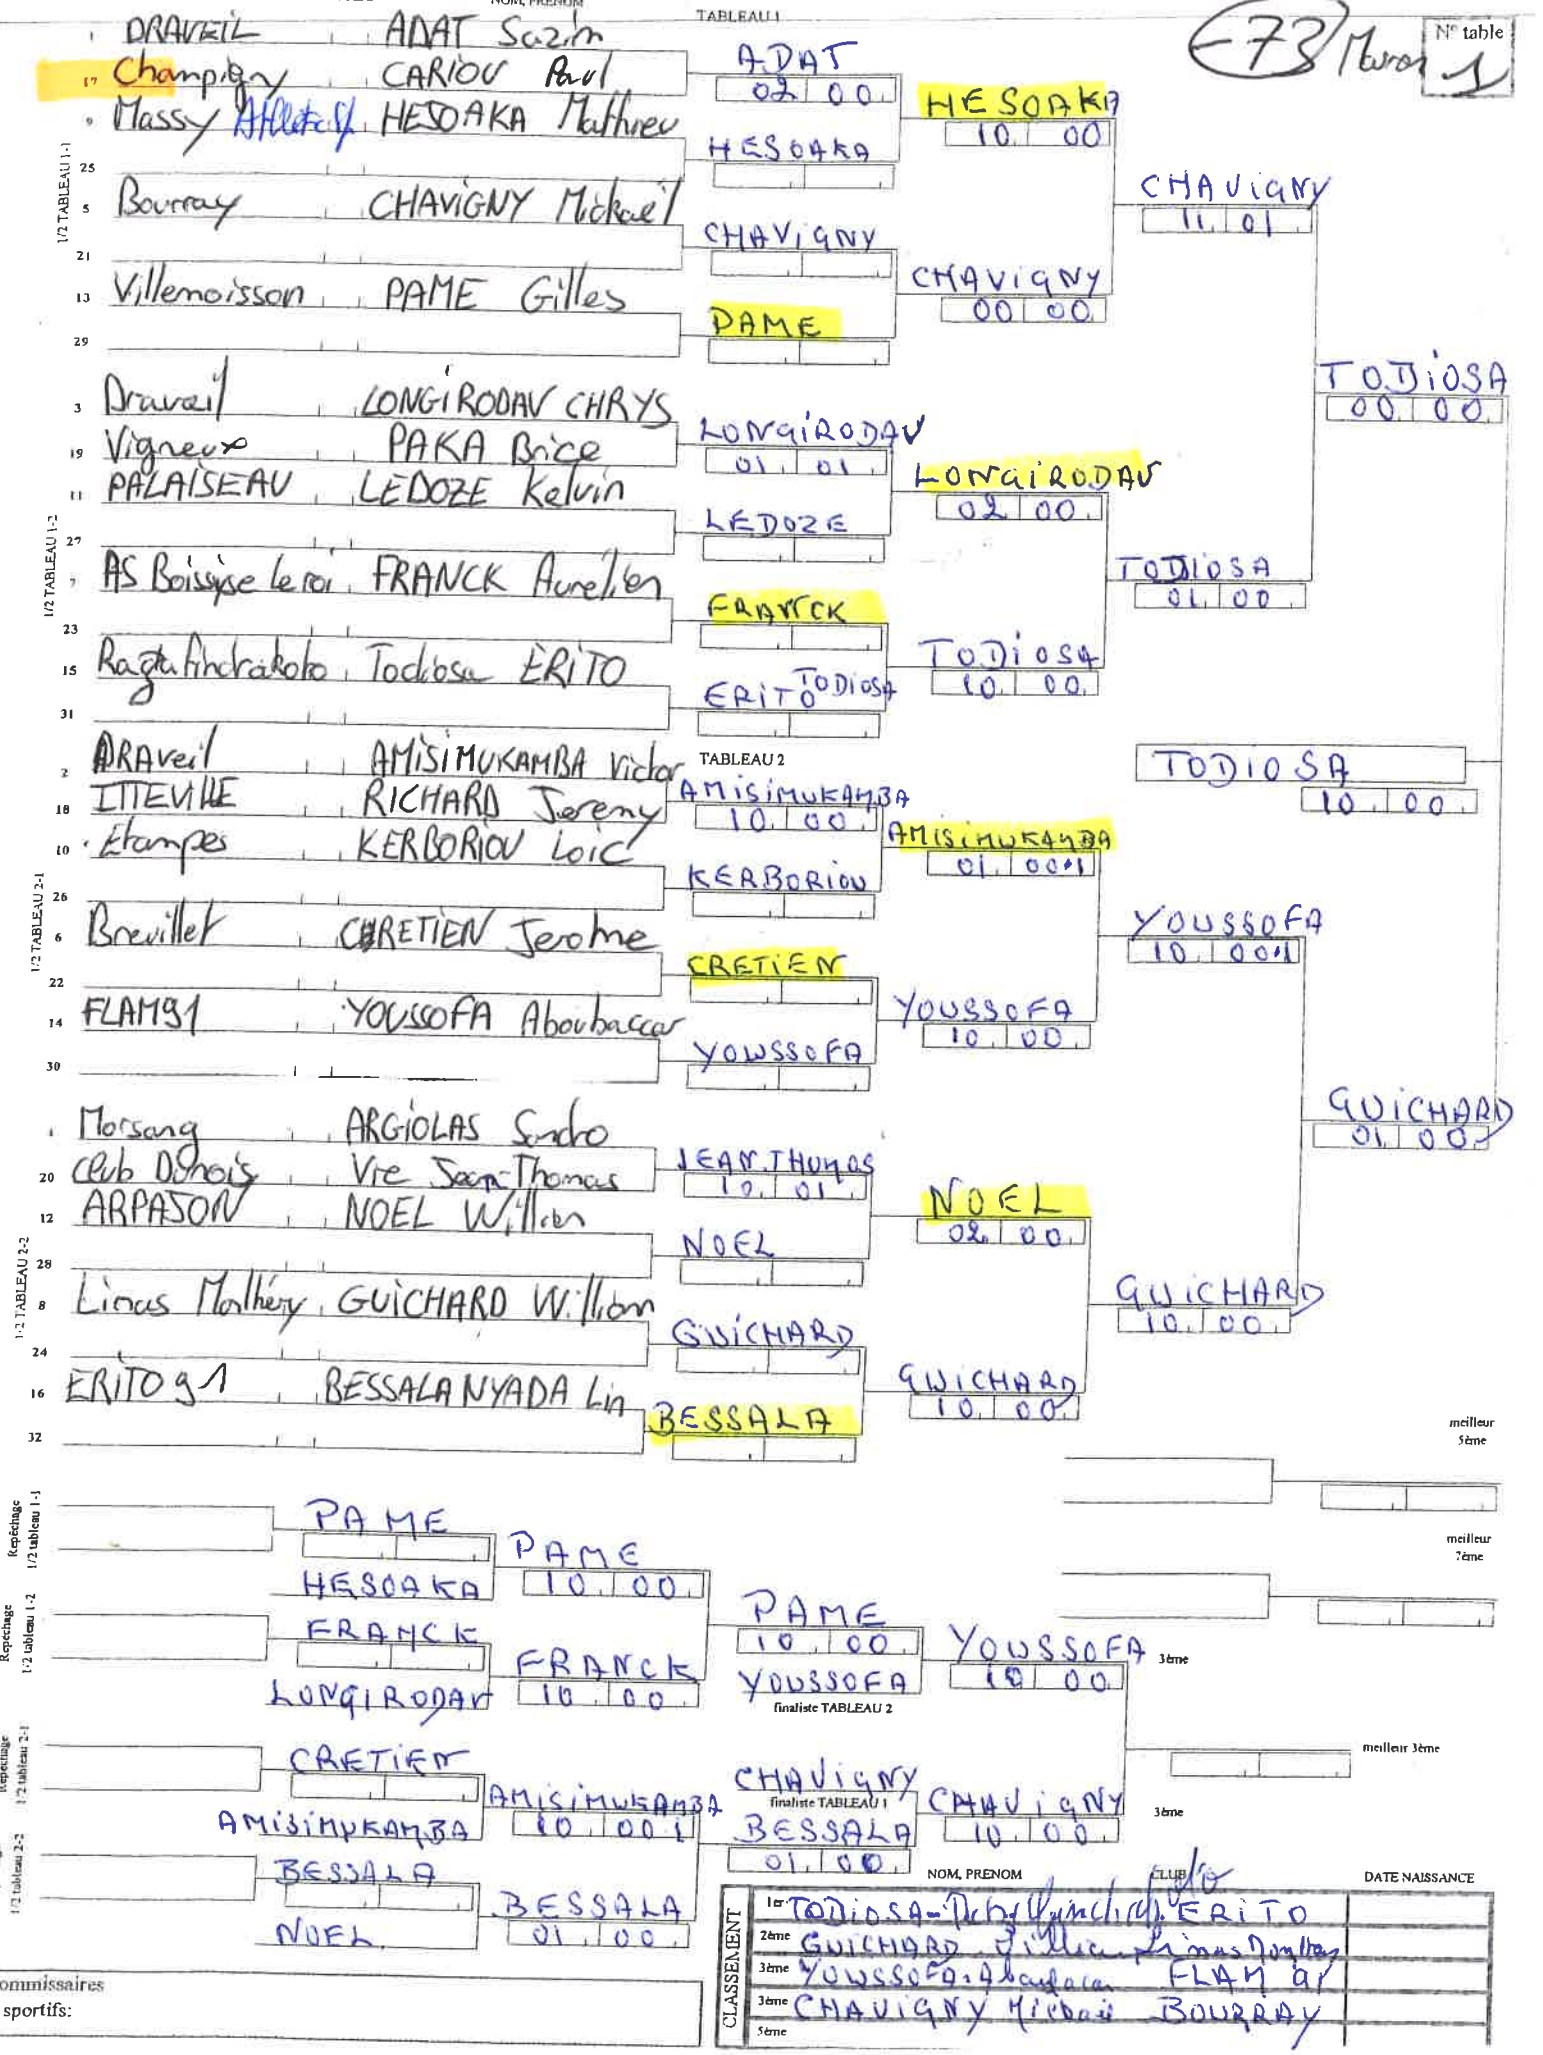 NOM, PRENOM
TABLEAU 1
-73 N° table
1
DRAVEIL ADAT Sazim
17 Champigny CARIOU Paul
ADAT
02 00
9 Massy HESOAKA Mathieu
HESOAKA
10 00
25
HESOAKA
1/2 TABLEAU 1-1
5 Bourray CHAVIGNY Mickaël
CHAVIGNY
11 01
21
CHAVIGNY
13 Villemoisson PAME Gilles
CHAVIGNY
00 00
29
PAME
TODIOSA
00 00
3 Draveil LONGIRODAV CHRYS
19 Vigneux PAKA Brice
LONGIRODAV
01 01
11 PALAISEAU LEDOZE Kelvin
LONGIRODAV
02 00
27
LEDOZE
1/2 TABLEAU 1-2
7 AS Boissise le roi FRANCK Aurelien
TODIOSA
01 00
23
FRANCK
15 Todiosa ERITO
TODIOSA
10 00
31
ERITO TODIOSA
TABLEAU 2
2 DRAVeil AMISIMUKAMBA Victor
TODIOSA
10 00
18 ITTEVILLE RICHARD Jeremy
AMISIMUKAMBA
10 00
10 Etampes KERBORIOU Loic
AMISIMUKAMBA
01 001
26
KERBORIOU
1/2 TABLEAU 2-1
6 Brevillet CHRETIEN Jerome
YOUSSOFA
10 001
22
CRETIEN
14 FLAM91 YOUSSOFA Aboubaccar
YOUSSOFA
10 00
30
YOUSSOFA
GUICHARD
01 00
Morsang ARGIOLAS Sandro
20 Club Dunois Vie Jean-Thomas
JEAN.THOMAS
10 01
12 ARPAJON NOEL William
NOEL
02 00
28
NOEL
1-2 TABLEAU 2-2
8 Linas Monthéry GUICHARD William
GUICHARD
10 00
24
GUICHARD
16 ERITO 91 BESSALA NYADA Lin
GUICHARD
10 00
32
BESSALA
meilleur
5ème
Repêchage
1/2 tableau 1-1
PAME
HESOAKA
PAME
10 00
meilleur
7ème
Repêchage
1/2 tableau 1-2
FRANCK
LONGIRODAV
FRANCK
10 00
PAME
10 00
YOUSSOFA
finaliste TABLEAU 2
YOUSSOFA
10 00
3ème
Repêchage
1/2 tableau 2-1
CRETIEN
AMISIMUKAMBA
AMISIMUKAMBA
10 001
CHAVIGNY
finaliste TABLEAU 1
BESSALA
01 00
CHAVIGNY
10 00
3ème
meilleur 3ème
1/2 tableau 2-2
BESSALA
NOEL
BESSALA
01 00
NOM, PRENOM CLUB DATE NAISSANCE
CLASSEMENT
1er TODIOSA ERITO
2ème GUICHARD Linas
3ème YOUSSOFA FLAM 91
3ème CHAVIGNY BOURRAY
5ème
ommissaires
sportifs: